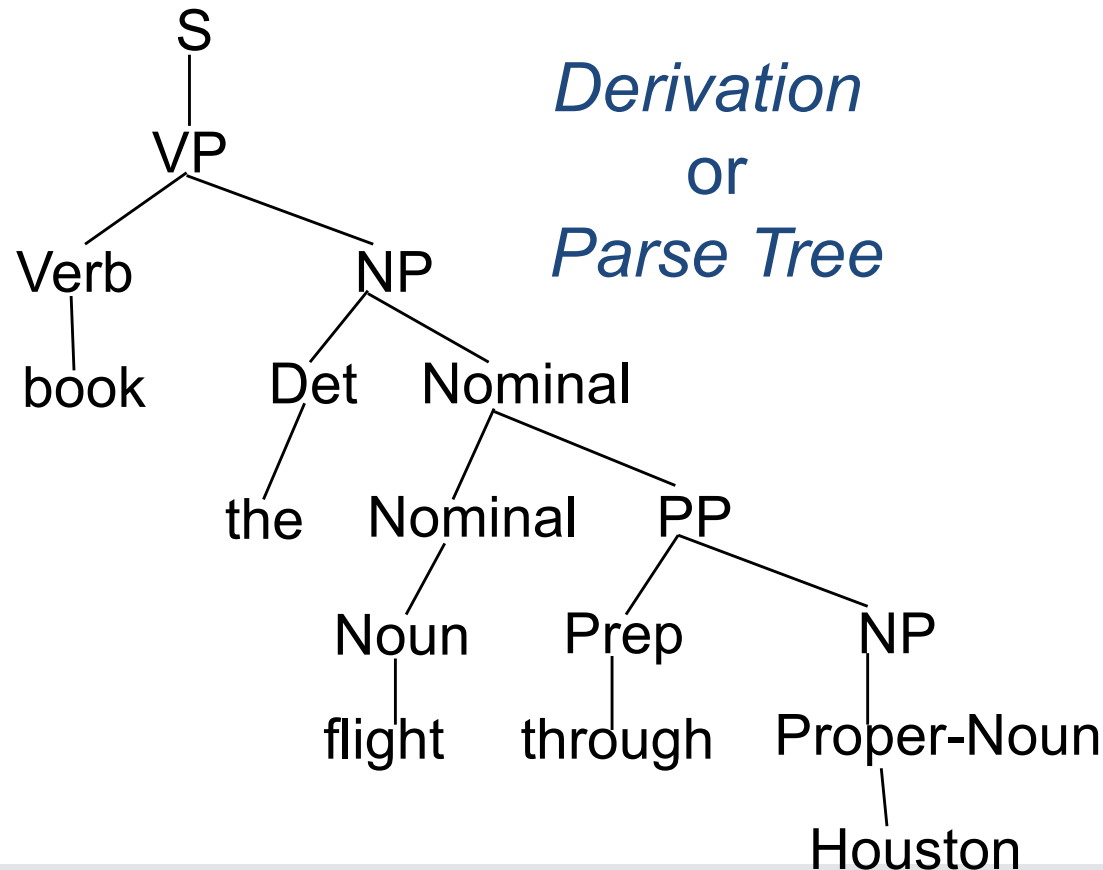 S
Derivation
or
Parse Tree
VP
Verb NP
book Det Nominal
the Nominal PP
Noun Prep NP
flight through Proper-Noun
Houston